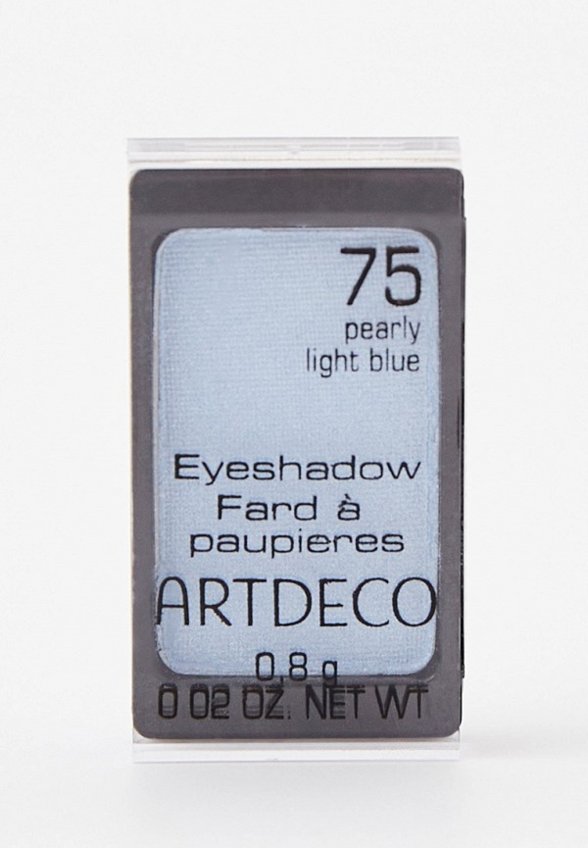 75
pearly
light blue
Eyeshadow
Fard à
paupieres
ARTDECO
0,8 g
0 02 OZ. NET WT